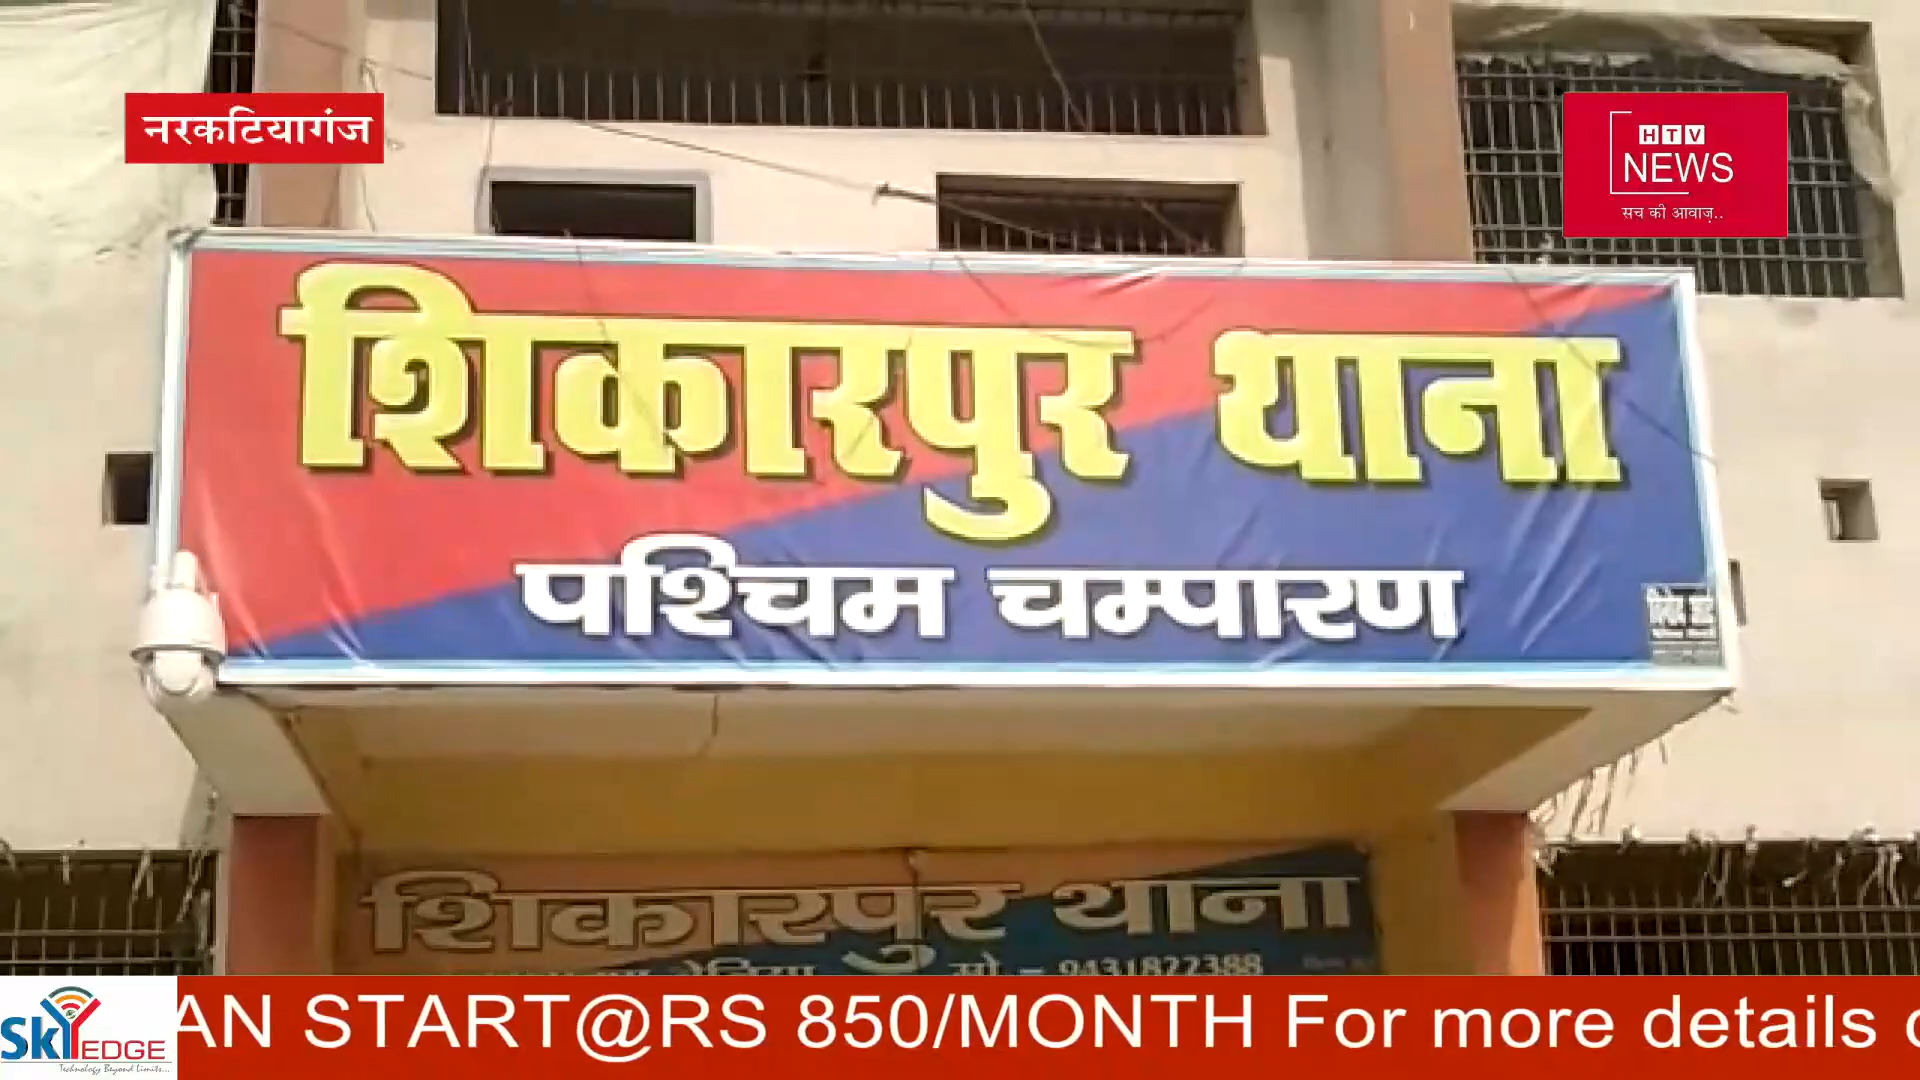 नरकटियागंज
HTV
NEWS
सच की आवाज़..
शिकारपुर थाना
पश्चिम चम्पारण
शिकारपुर थाना
मो - 9431822388
SKYEDGE
Technology Beyond Limits...
AN START@RS 850/MONTH For more details